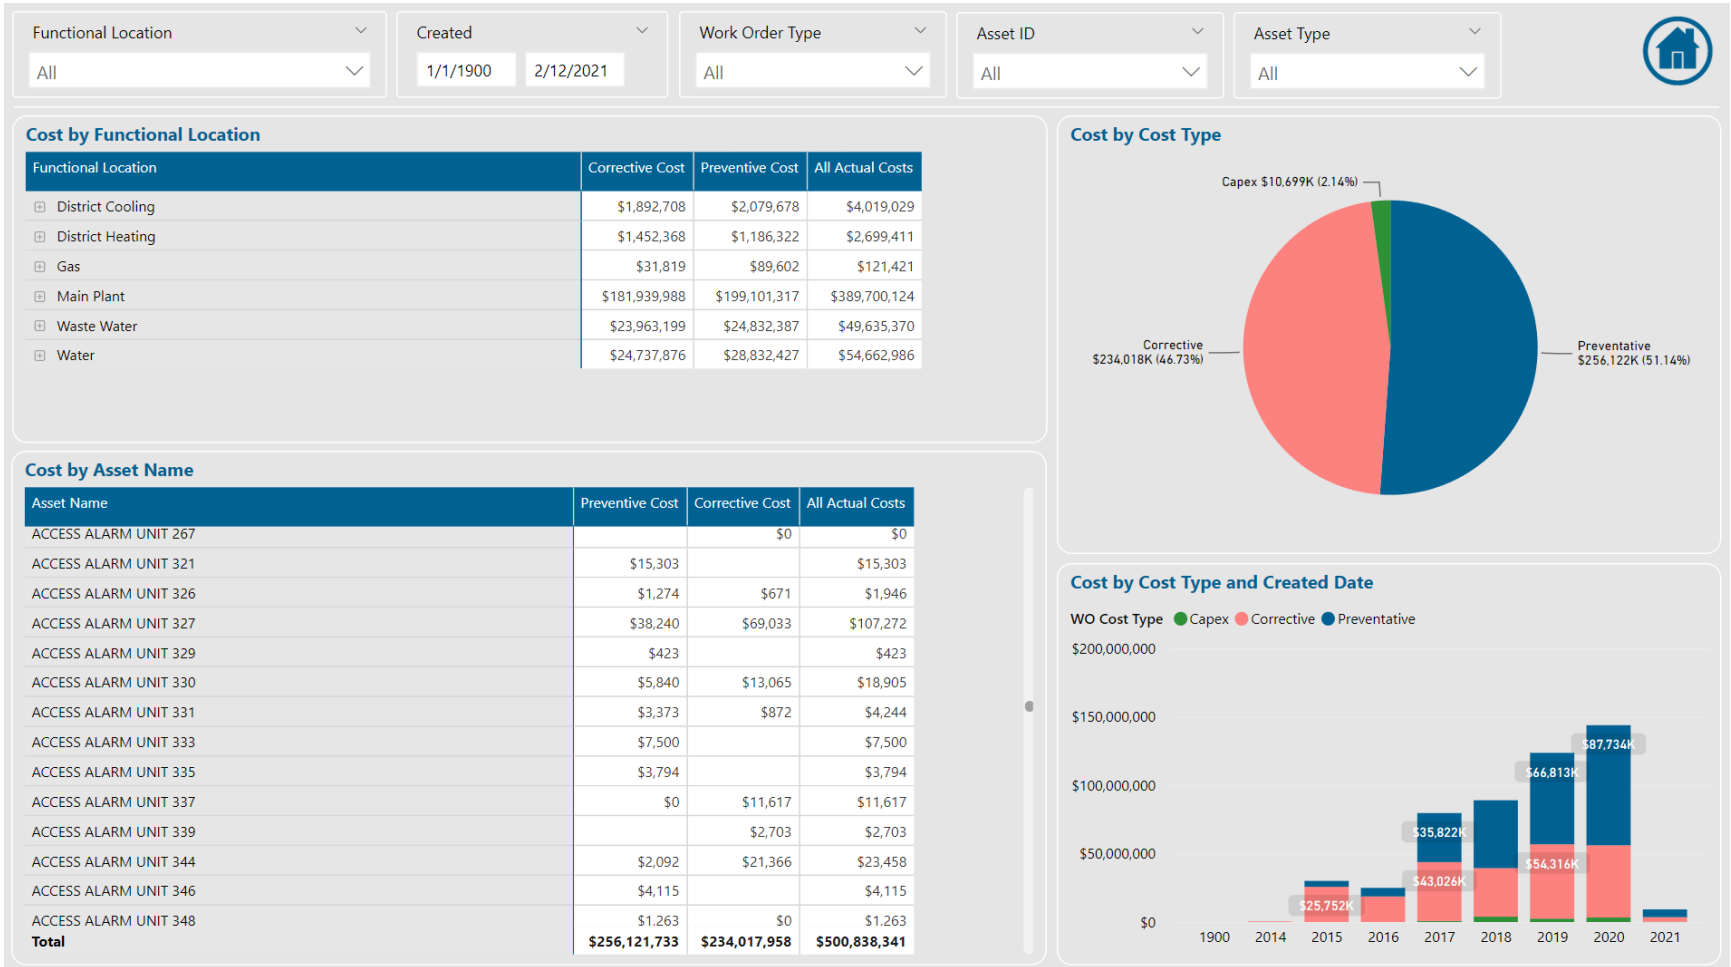 Functional Location
All
Created
1/1/1900 2/12/2021
Work Order Type
All
Asset ID
All
Asset Type
All
Cost by Functional Location
Functional Location Corrective Cost Preventive Cost All Actual Costs
District Cooling $1,892,708 $2,079,678 $4,019,029
District Heating $1,452,368 $1,186,322 $2,699,411
Gas $31,819 $89,602 $121,421
Main Plant $181,939,988 $199,101,317 $389,700,124
Waste Water $23,963,199 $24,832,387 $49,635,370
Water $24,737,876 $28,832,427 $54,662,986
Cost by Asset Name
Asset Name Preventive Cost Corrective Cost All Actual Costs
ACCESS ALARM UNIT 267 $0 $0
ACCESS ALARM UNIT 321 $15,303 $15,303
ACCESS ALARM UNIT 326 $1,274 $671 $1,946
ACCESS ALARM UNIT 327 $38,240 $69,033 $107,272
ACCESS ALARM UNIT 329 $423 $423
ACCESS ALARM UNIT 330 $5,840 $13,065 $18,905
ACCESS ALARM UNIT 331 $3,373 $872 $4,244
ACCESS ALARM UNIT 333 $7,500 $7,500
ACCESS ALARM UNIT 335 $3,794 $3,794
ACCESS ALARM UNIT 337 $0 $11,617 $11,617
ACCESS ALARM UNIT 339 $2,703 $2,703
ACCESS ALARM UNIT 344 $2,092 $21,366 $23,458
ACCESS ALARM UNIT 346 $4,115 $4,115
ACCESS ALARM UNIT 348 $1,263 $0 $1,263
Total $256,121,733 $234,017,958 $500,838,341
Cost by Cost Type
Capex $10,699K (2.14%)
Corrective
$234,018K (46.73%)
Preventative
$256,122K (51.14%)
Cost by Cost Type and Created Date
WO Cost Type Capex Corrective Preventative
$200,000,000
$150,000,000
$100,000,000
$50,000,000
$0
$25,752K
$35,822K
$43,026K
$66,813K
$54,316K
$87,734K
1900 2014 2015 2016 2017 2018 2019 2020 2021